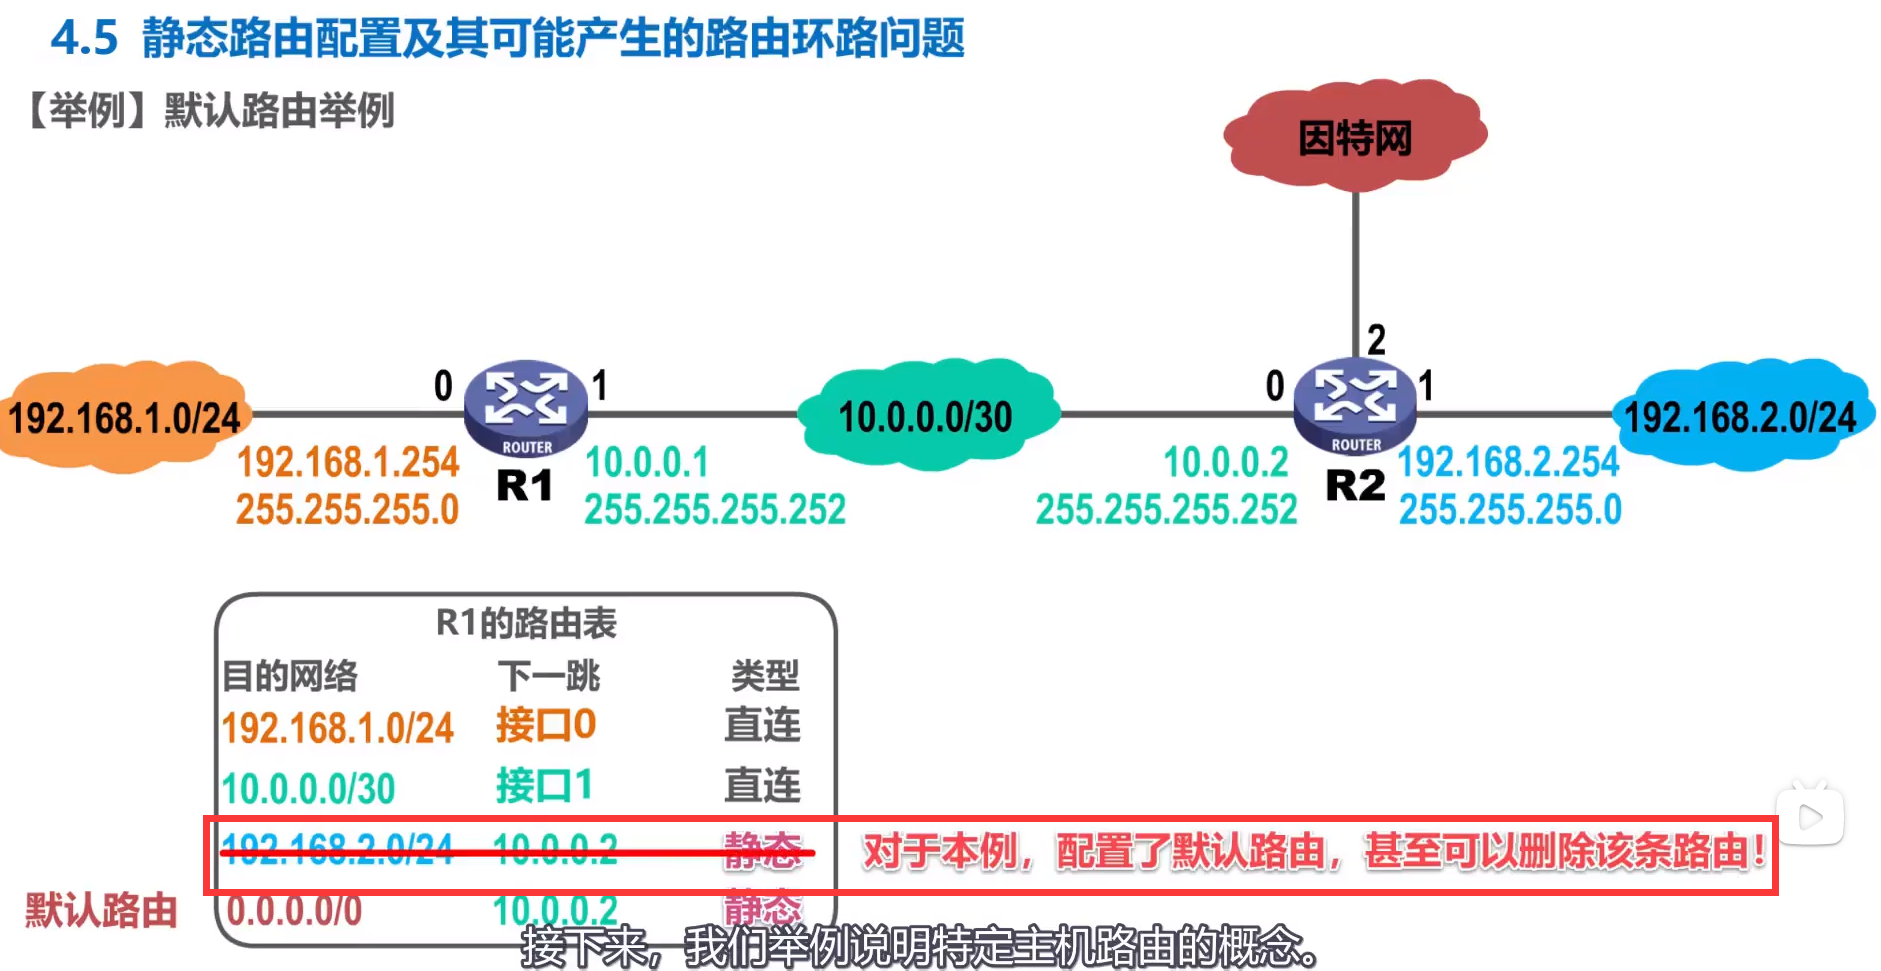 4.5 静态路由配置及其可能产生的路由环路问题
【举例】默认路由举例
因特网
2
0
1
0
1
192.168.1.0/24
10.0.0.0/30
192.168.2.0/24
ROUTER
ROUTER
192.168.1.254
R1
10.0.0.1
10.0.0.2
R2
192.168.2.254
255.255.255.0
255.255.255.252
255.255.255.252
255.255.255.0
R1的路由表
目的网络 下一跳 类型
192.168.1.0/24 接口0 直连
10.0.0.0/30 接口1 直连
192.168.2.0/24 10.0.0.2 静态 对于本例，配置了默认路由，甚至可以删除该条路由！
默认路由 0.0.0.0/0 10.0.0.2 静态
接下来，我们举例说明特定主机路由的概念。